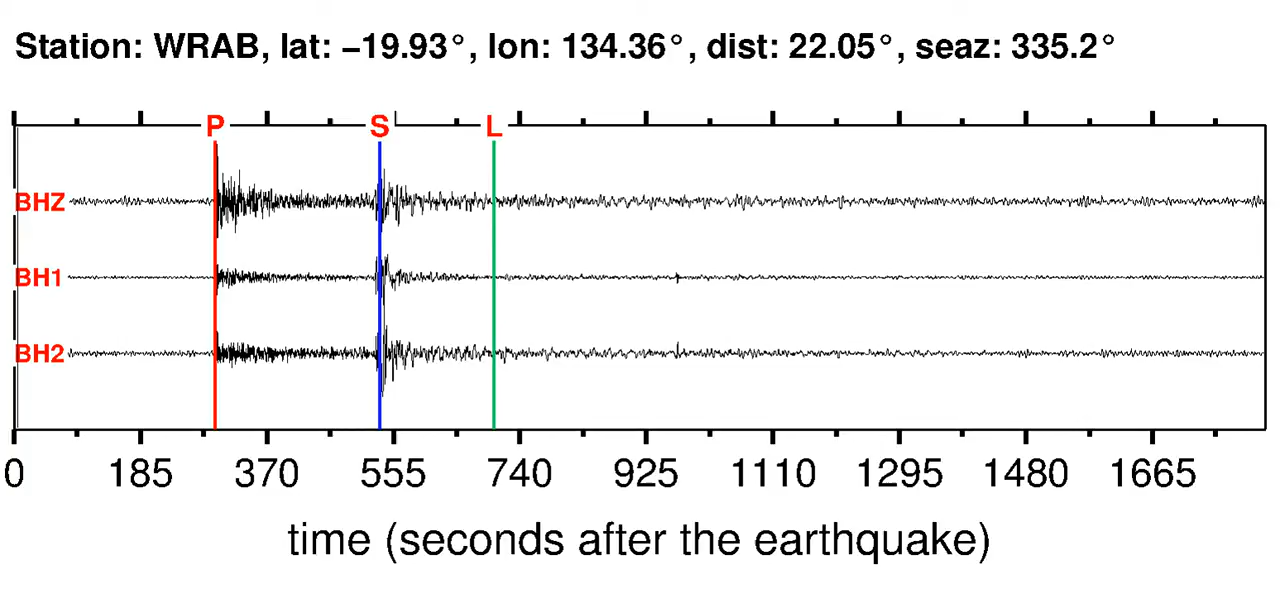 Station: WRAB, lat: −19.93°, lon: 134.36°, dist: 22.05°, seaz: 335.2°
P S L
BHZ
BH1
BH2
0 185 370 555 740 925 1110 1295 1480 1665
time (seconds after the earthquake)